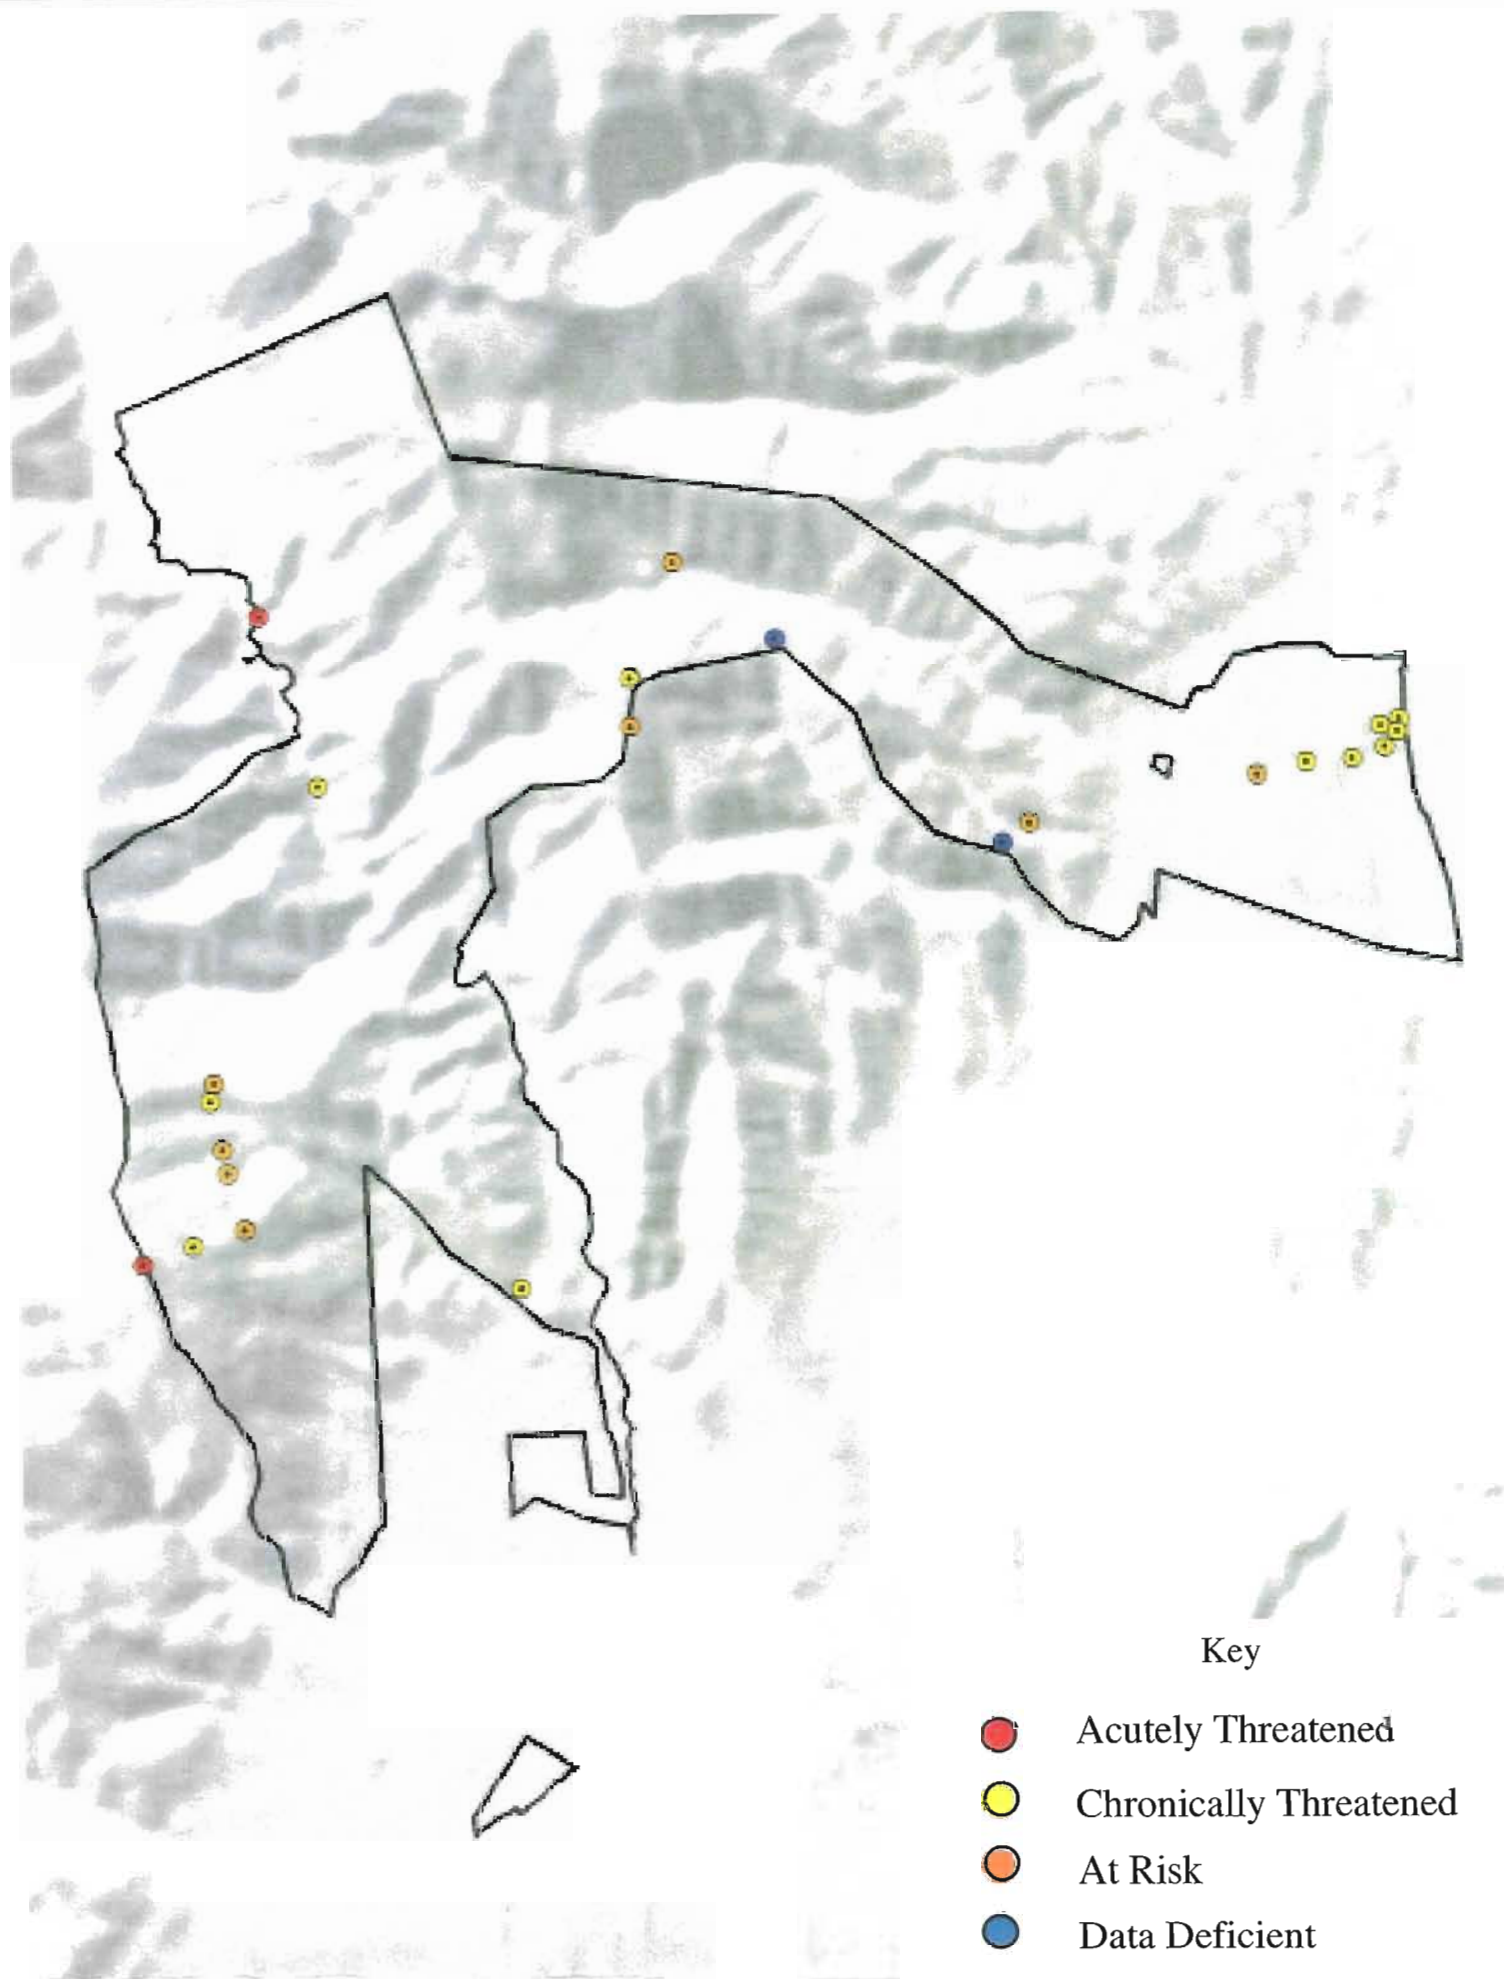 Key
Acutely Threatened
Chronically Threatened
At Risk
Data Deficient